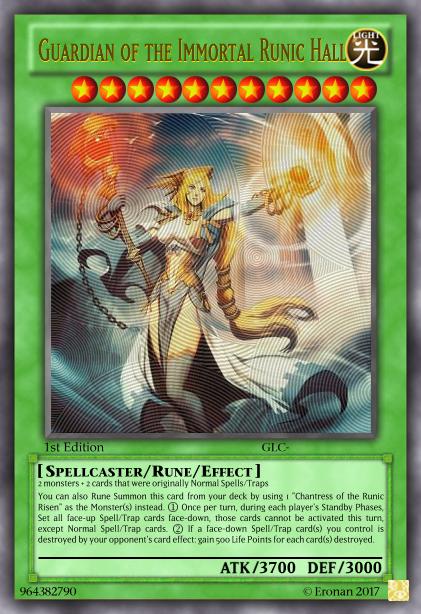 Guardian of the Immortal Runic Hall
LIGHT
光
1st Edition GLC-
[ Spellcaster/Rune/Effect ]
2 monsters + 2 cards that were originally Normal Spells/Traps
You can also Rune Summon this card from your deck by using 1 "Chantress of the Runic
Risen" as the Monster(s) instead. ① Once per turn, during each player's Standby Phases,
Set all face-up Spell/Trap cards face-down, those cards cannot be activated this turn,
except Normal Spell/Trap cards. ② If a face-down Spell/Trap card(s) you control is
destroyed by your opponent's card effect: gain 500 Life Points for each card(s) destroyed.
ATK/3700 DEF/3000
964382790 © Eronan 2017